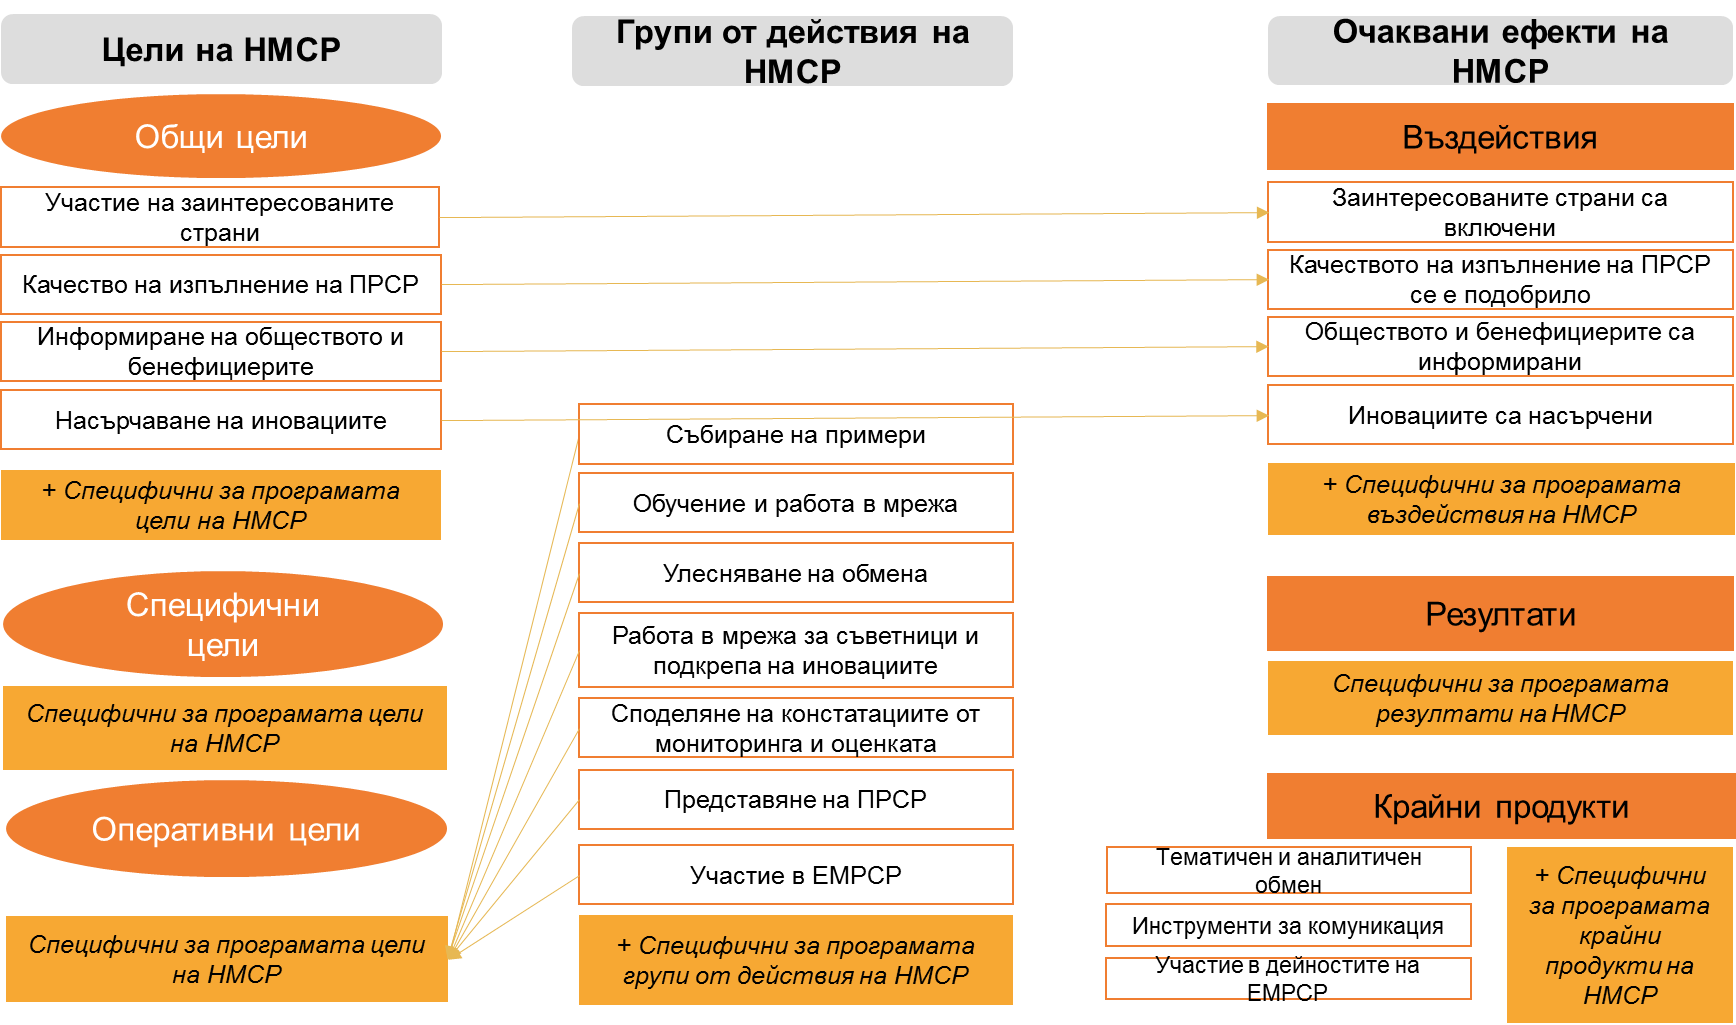 Цели на НМСР
Общи цели
Участие на заинтересованите
страни
Качество на изпълнение на ПРСР
Информиране на обществото и
бенефициерите
Насърчаване на иновациите
+ Специфични за програмата
цели на НМСР
Специфични
цели
Специфични за програмата цели
на НМСР
Оперативни цели
Специфични за програмата цели
на НМСР
Групи от действия на
НМСР
Събиране на примери
Обучение и работа в мрежа
Улесняване на обмена
Работа в мрежа за съветници и
подкрепа на иновациите
Споделяне на констатациите от
мониторинга и оценката
Представяне на ПРСР
Участие в ЕМРСР
+ Специфични за програмата
групи от действия на НМСР
Очаквани ефекти на
НМСР
Въздействия
Заинтересованите страни са
включени
Качеството на изпълнение на ПРСР
се е подобрило
Обществото и бенефициерите са
информирани
Иновациите са насърчени
+ Специфични за програмата
въздействия на НМСР
Резултати
Специфични за програмата
резултати на НМСР
Крайни продукти
Тематичен и аналитичен
обмен
Инструменти за комуникация
Участие в дейностите на
ЕМРСР
+ Специфични
за програмата
крайни
продукти на
НМСР